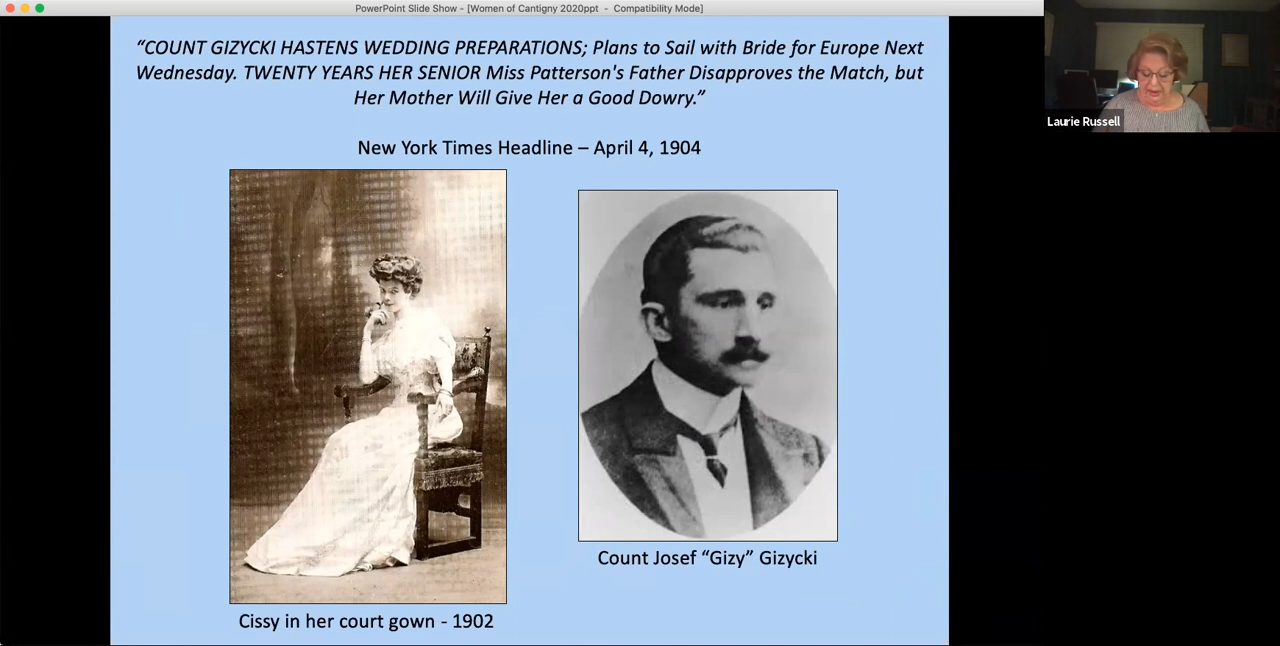 PowerPoint Slide Show - [Women of Cantigny 2020ppt  -  Compatibility Mode]
“COUNT GIZYCKI HASTENS WEDDING PREPARATIONS; Plans to Sail with Bride for Europe Next
Wednesday. TWENTY YEARS HER SENIOR Miss Patterson's Father Disapproves the Match, but
Her Mother Will Give Her a Good Dowry.”
Laurie Russell
New York Times Headline – April 4, 1904
Count Josef “Gizy” Gizycki
Cissy in her court gown - 1902